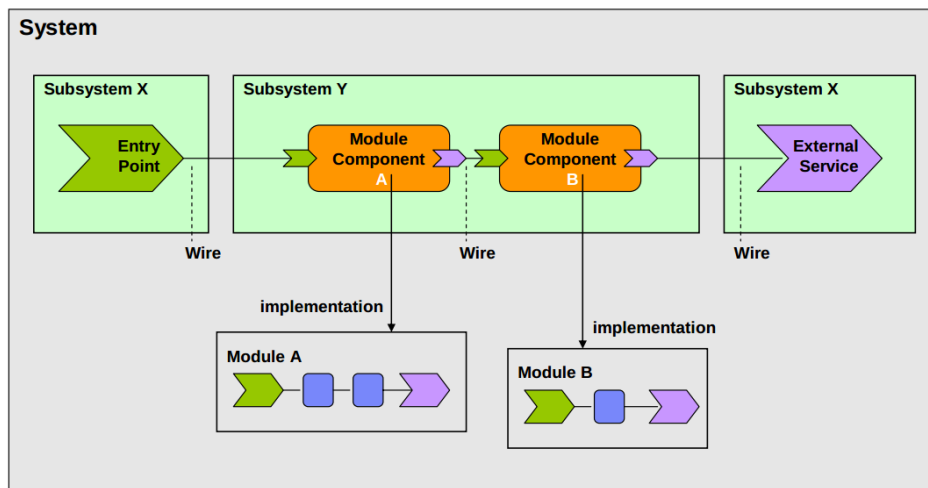 System
Subsystem X
Subsystem Y
Subsystem X
Entry
Point
Module
Component
A
Module
Component
B
External
Service
Wire
Wire
Wire
implementation
implementation
Module A
Module B